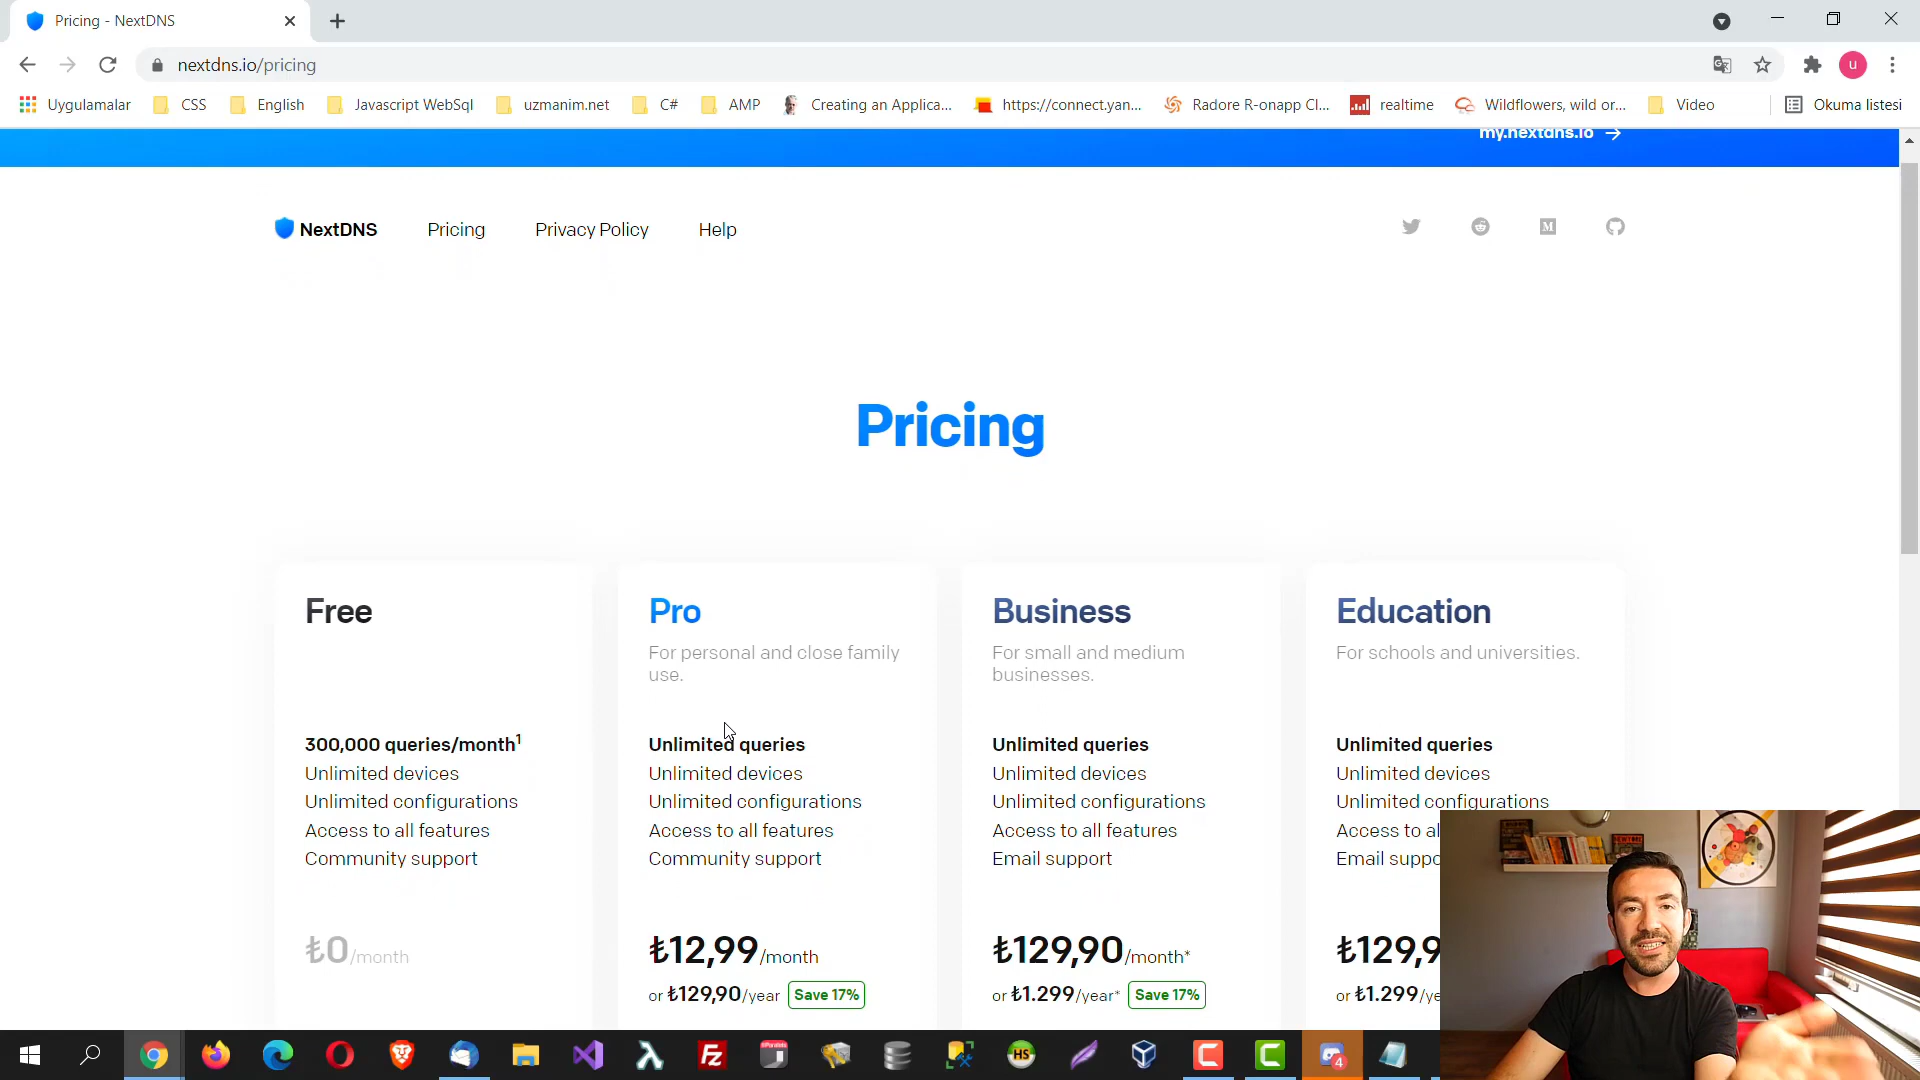 Pricing - NextDNS
nextdns.io/pricing
u
Uygulamalar
CSS
English
Javascript WebSql
uzmanim.net
C#
AMP
Creating an Applica...
https://connect.yan...
Radore R-onapp Cl...
realtime
Wildflowers, wild or...
Video
Okuma listesi
my.nextdns.io →
NextDNS
Pricing
Privacy Policy
Help
Pricing
Free
300,000 queries/month¹
Unlimited devices
Unlimited configurations
Access to all features
Community support
₺0/month
Pro
For personal and close family
use.
Unlimited queries
Unlimited devices
Unlimited configurations
Access to all features
Community support
₺12,99/month
or ₺129,90/year Save 17%
Business
For small and medium
businesses.
Unlimited queries
Unlimited devices
Unlimited configurations
Access to all features
Email support
₺129,90/month*
or ₺1.299/year* Save 17%
Education
For schools and universities.
Unlimited queries
Unlimited devices
Unlimited configurations
Access to al
Email suppo
₺129,9
or ₺1.299/ye
HS
4